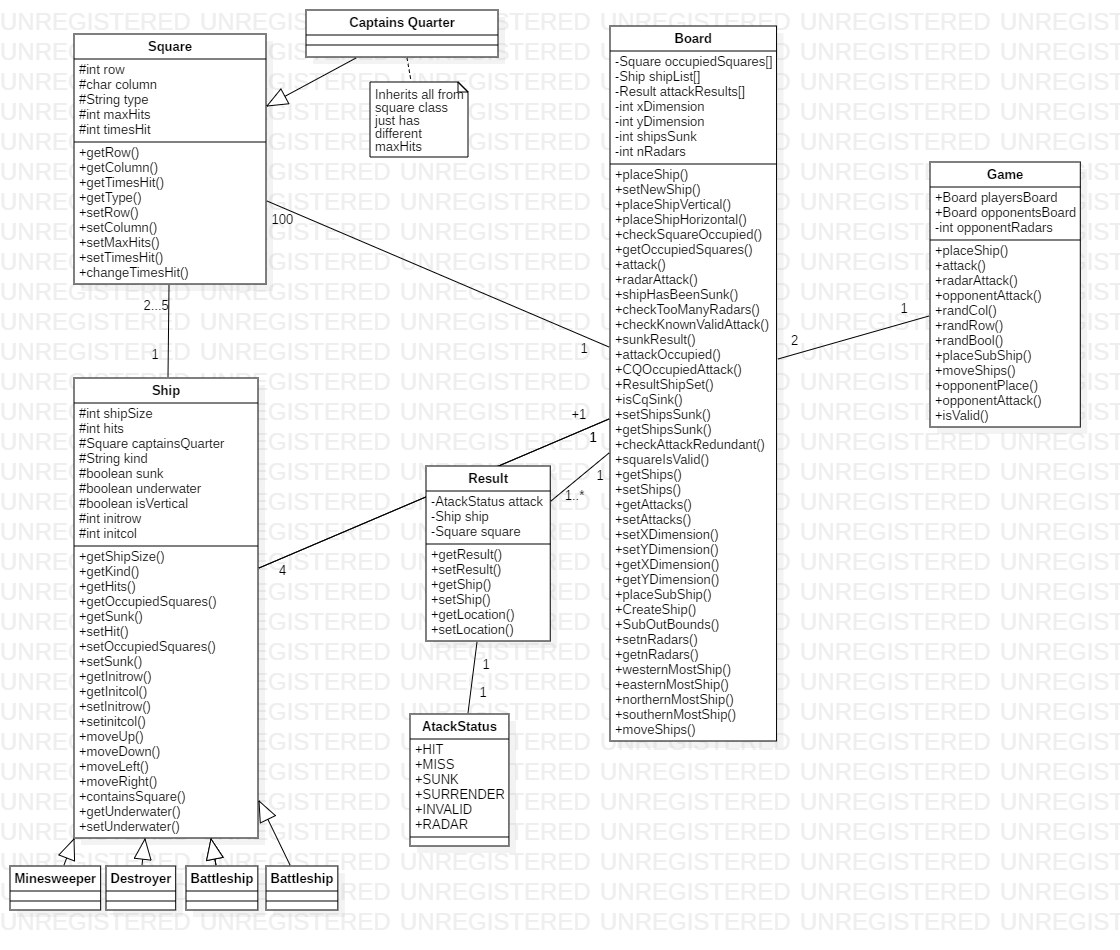 Captains Quarter
Inherits all from
square class
just has
different
maxHits
Square
#int row
#char column
#String type
#int maxHits
#int timesHit
+getRow()
+getColumn()
+getTimesHit()
+getType()
+setRow()
+setColumn()
+setMaxHits()
+setTimesHit()
+changeTimesHit()
100
1
2...5
1
Ship
#int shipSize
#int hits
#Square captainsQuarter
#String kind
#boolean sunk
#boolean underwater
#boolean isVertical
#int initrow
#int initcol
+getShipSize()
+getKind()
+getHits()
+getOccupiedSquares()
+getSunk()
+setHit()
+setOccupiedSquares()
+setSunk()
+getInitrow()
+getInitcol()
+setInitrow()
+setinitcol()
+moveUp()
+moveDown()
+moveLeft()
+moveRight()
+containsSquare()
+getUnderwater()
+setUnderwater()
Minesweeper
Destroyer
Battleship
Battleship
4
+1
1
Result
-AtackStatus attack
-Ship ship
-Square square
+getResult()
+setResult()
+getShip()
+setShip()
+getLocation()
+setLocation()
1
1..*
1
1
AtackStatus
+HIT
+MISS
+SUNK
+SURRENDER
+INVALID
+RADAR
Board
-Square occupiedSquares[]
-Ship shipList[]
-Result attackResults[]
-int xDimension
-int yDimension
-int shipsSunk
-int nRadars
+placeShip()
+setNewShip()
+placeShipVertical()
+placeShipHorizontal()
+checkSquareOccupied()
+getOccupiedSquares()
+attack()
+radarAttack()
+shipHasBeenSunk()
+checkTooManyRadars()
+checkKnownValidAttack()
+sunkResult()
+attackOccupied()
+CQOccupiedAttack()
+ResultShipSet()
+isCqSink()
+setShipsSunk()
+getShipsSunk()
+checkAttackRedundant()
+squareIsValid()
+getShips()
+setShips()
+getAttacks()
+setAttacks()
+setXDimension()
+setYDimension()
+getXDimension()
+getYDimension()
+placeSubShip()
+CreateShip()
+SubOutBounds()
+setnRadars()
+getnRadars()
+westernMostShip()
+easternMostShip()
+northernMostShip()
+southernMostShip()
+moveShips()
2
1
Game
+Board playersBoard
+Board opponentsBoard
-int opponentRadars
+placeShip()
+attack()
+radarAttack()
+opponentAttack()
+randCol()
+randRow()
+randBool()
+placeSubShip()
+moveShips()
+opponentPlace()
+opponentAttack()
+isValid()
UNREGISTERED